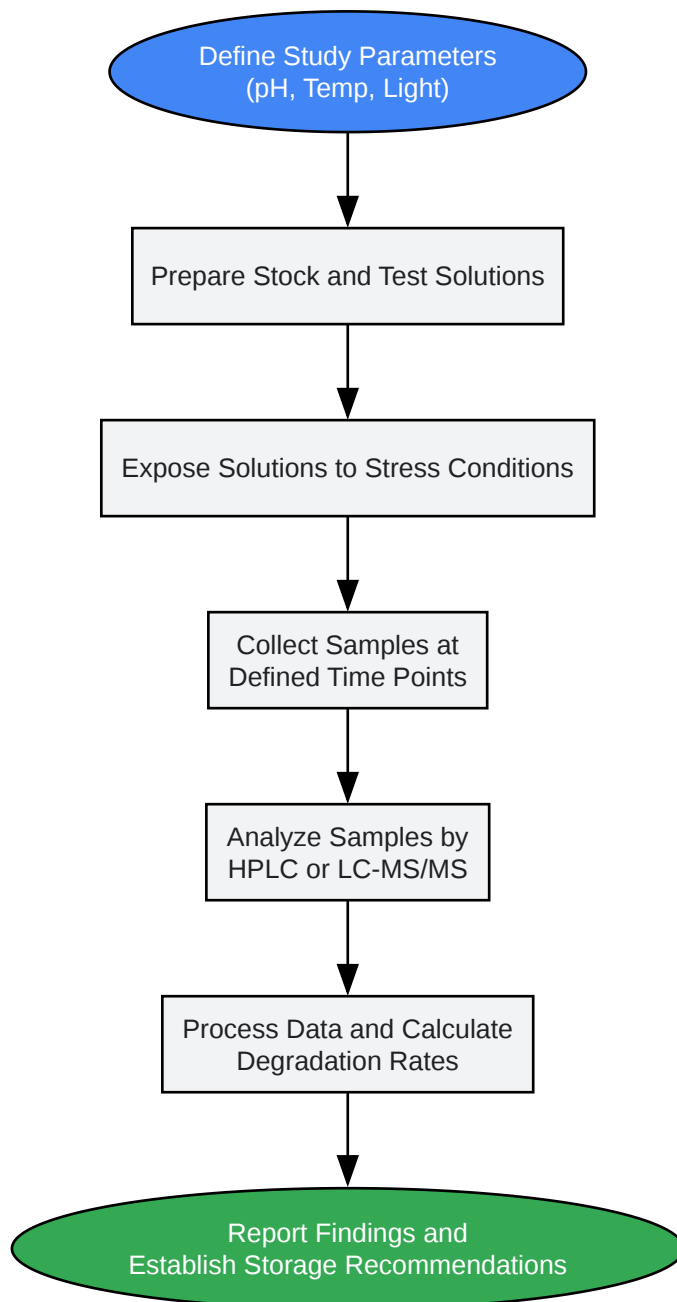 Define Study Parameters
(pH, Temp, Light)
Prepare Stock and Test Solutions
Expose Solutions to Stress Conditions
Collect Samples at
Defined Time Points
Analyze Samples by
HPLC or LC-MS/MS
Process Data and Calculate
Degradation Rates
Report Findings and
Establish Storage Recommendations